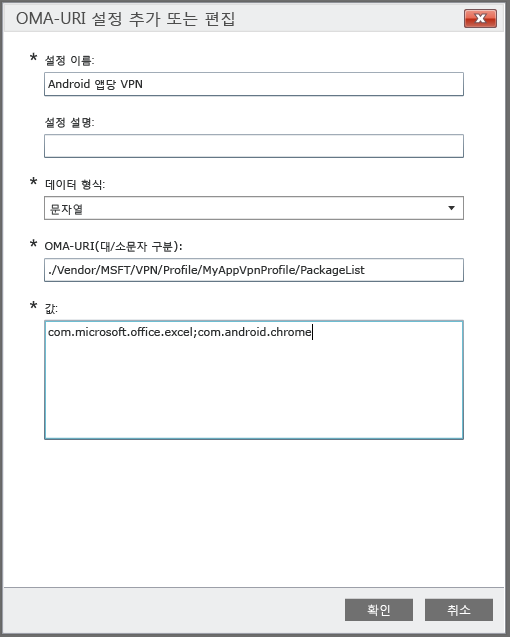 OMA-URI 설정 추가 또는 편집
* 설정 이름:
Android 앱당 VPN
설정 설명:
* 데이터 형식:
문자열
* OMA-URI(대/소문자 구분):
./Vendor/MSFT/VPN/Profile/MyAppVpnProfile/PackageList
* 값:
com.microsoft.office.excel;com.android.chrome
확인 취소